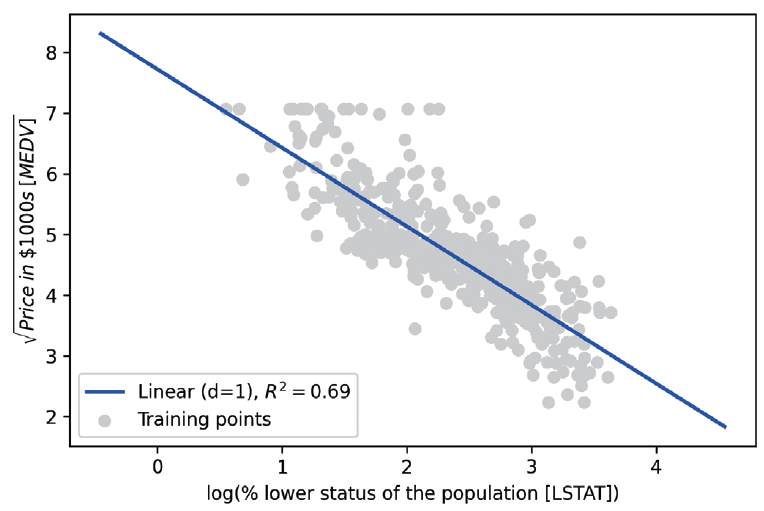 8
7
6
5
4
3
2
√Price in $1000s [MEDV]
Linear (d=1), R² = 0.69
Training points
0 1 2 3 4
log(% lower status of the population [LSTAT])